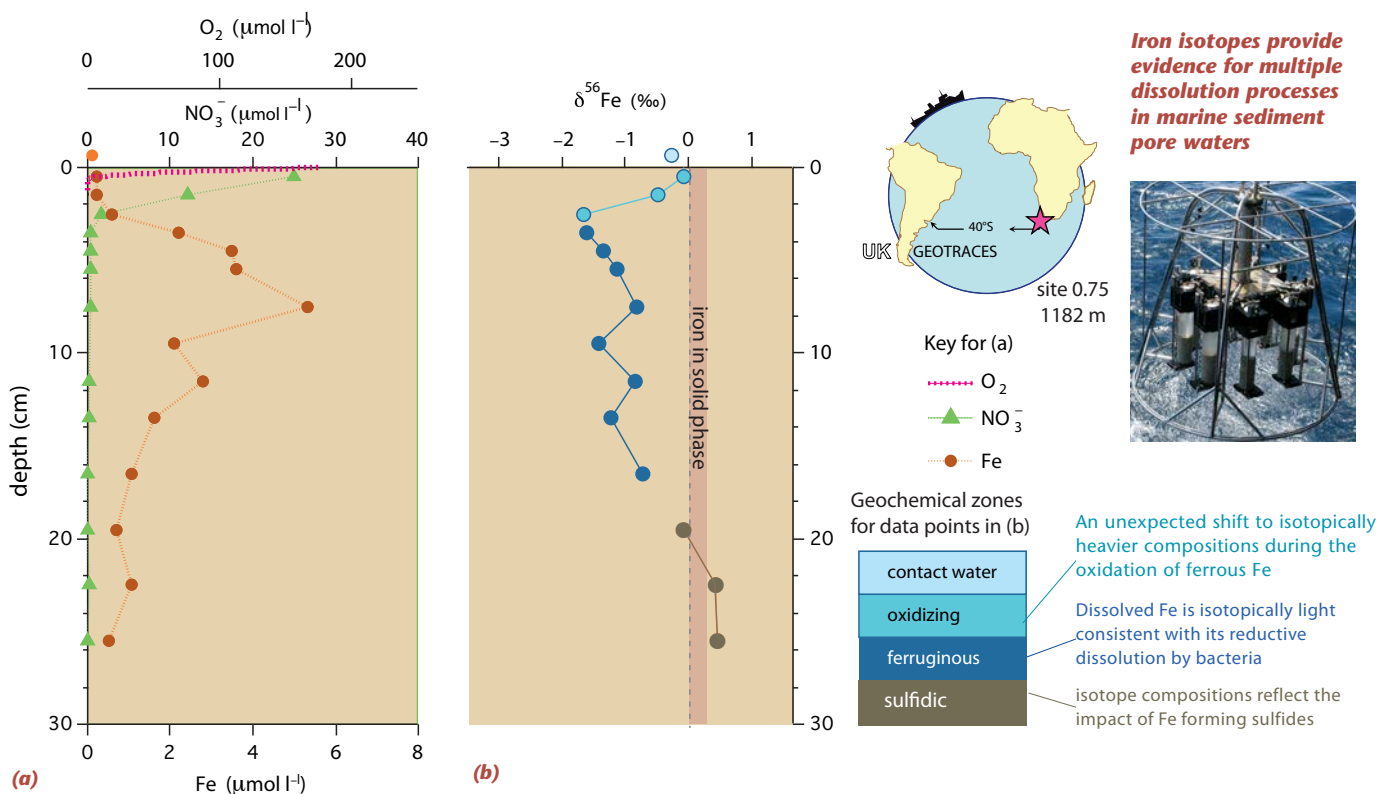 O₂ (μmol l⁻¹)
0 100 200
NO₃⁻ (μmol l⁻¹)
0 10 20 30 40
0
10
20
30
depth (cm)
0 2 4 6 8
Fe (μmol l⁻¹)
(a)
δ⁵⁶Fe (‰)
−3 −2 −1 0 1
iron in solid phase
0
10
20
30
(b)
40°S
UK GEOTRACES
site 0.75
1182 m
Key for (a)
O₂
NO₃⁻
Fe
Geochemical zones
for data points in (b)
contact water
oxidizing
ferruginous
sulfidic
Iron isotopes provide
evidence for multiple
dissolution processes
in marine sediment
pore waters
An unexpected shift to isotopically
heavier compositions during the
oxidation of ferrous Fe
Dissolved Fe is isotopically light
consistent with its reductive
dissolution by bacteria
isotope compositions reflect the
impact of Fe forming sulfides